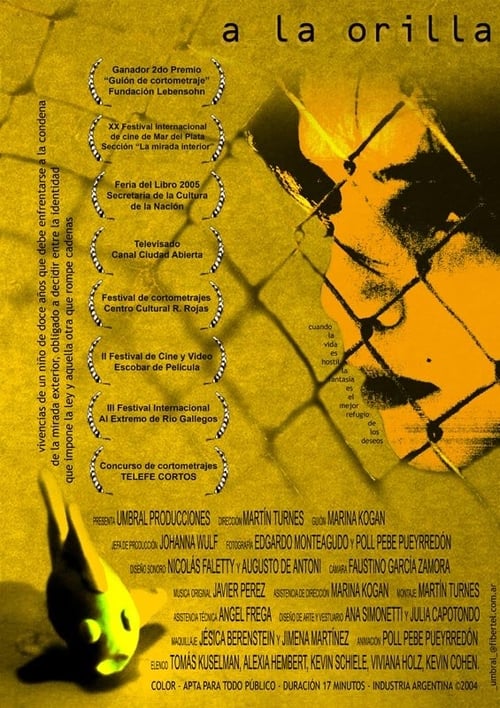 a la orilla
Ganador 2do Premio
"Guión de cortometraje"
Fundación Lebensohn
XX Festival Internacional
de cine de Mar del Plata
Sección "La mirada interior"
Feria del Libro 2005
Secretaría de la Cultura
de la Nación
Televisado
Canal Ciudad Abierta
Festival de cortometrajes
Centro Cultural R. Rojas
II Festival de Cine y Video
Escobar de Película
III Festival Internacional
Al Extremo de Río Gallegos
Concurso de cortometrajes
TELEFE CORTOS
vivencias de un niño de doce años que debe enfrentarse a la condena
de la mirada exterior, obligado a decidir entre la identidad
que impone la ley y aquella otra que rompe cadenas
cuando
la
vida
es
hostil
la
fantasia
es
el
mejor
refugio
de
los
deseos
PRESENTA UMBRAL PRODUCCIONES DIRECCIÓN MARTÍN TURNES GUIÓN MARINA KOGAN
JEFA DE PRODUCCIÓN JOHANNA WULF FOTOGRAFÍA EDGARDO MONTEAGUDO Y POLL PEBE PUEYRREDÓN
DISEÑO SONORO NICOLÁS FALETTY Y AUGUSTO DE ANTONI CÁMARA FAUSTINO GARCÍA ZAMORA
MUSICA ORIGINAL JAVIER PEREZ ASISTENCIA DE DIRECCIÓN MARINA KOGAN MONTAJE MARTÍN TURNES
ASISTENCIA TÉCNICA ANGEL FREGA DISEÑO DE ARTE Y VESTUARIO ANA SIMONETTI Y JULIA CAPOTONDO
MAQUILLAJE JÉSICA BERENSTEIN Y JIMENA MARTÍNEZ ANIMACIÓN POLL PEBE PUEYRREDÓN
ELENCO TOMÁS KUSELMAN, ALEXIA HEMBERT, KEVIN SCHIELE, VIVIANA HOLZ, KEVIN COHEN.
COLOR - APTA PARA TODO PÚBLICO - DURACIÓN 17 MINUTOS - INDUSTRIA ARGENTINA ©2004
umbral_@fibertel.com.ar